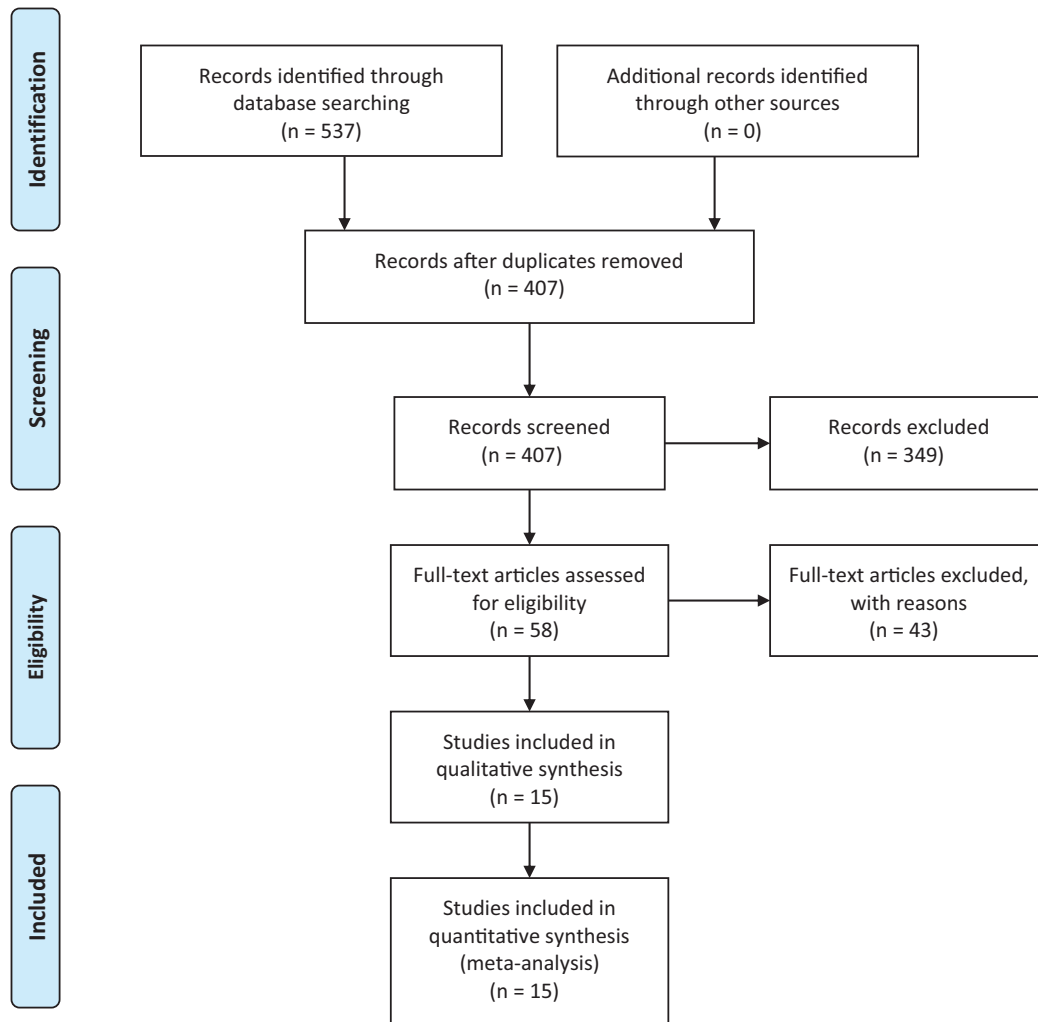 Identification
Records identified through
database searching
(n = 537)
Additional records identified
through other sources
(n = 0)
Records after duplicates removed
(n = 407)
Screening
Records screened
(n = 407)
Records excluded
(n = 349)
Eligibility
Full-text articles assessed
for eligibility
(n = 58)
Full-text articles excluded,
with reasons
(n = 43)
Studies included in
qualitative synthesis
(n = 15)
Included
Studies included in
quantitative synthesis
(meta-analysis)
(n = 15)